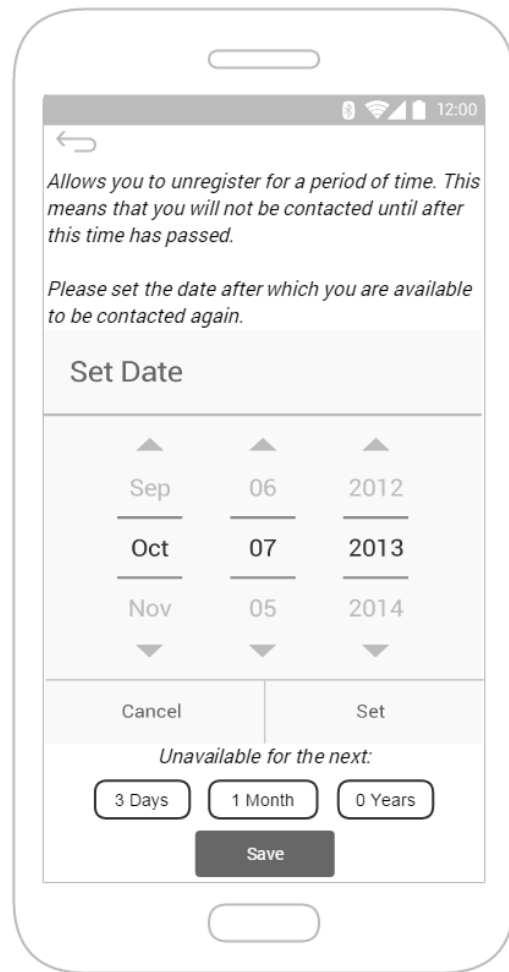 12:00
Allows you to unregister for a period of time. This
means that you will not be contacted until after
this time has passed.
Please set the date after which you are available
to be contacted again.
Set Date
Sep 06 2012
Oct 07 2013
Nov 05 2014
Cancel Set
Unavailable for the next:
3 Days 1 Month 0 Years
Save